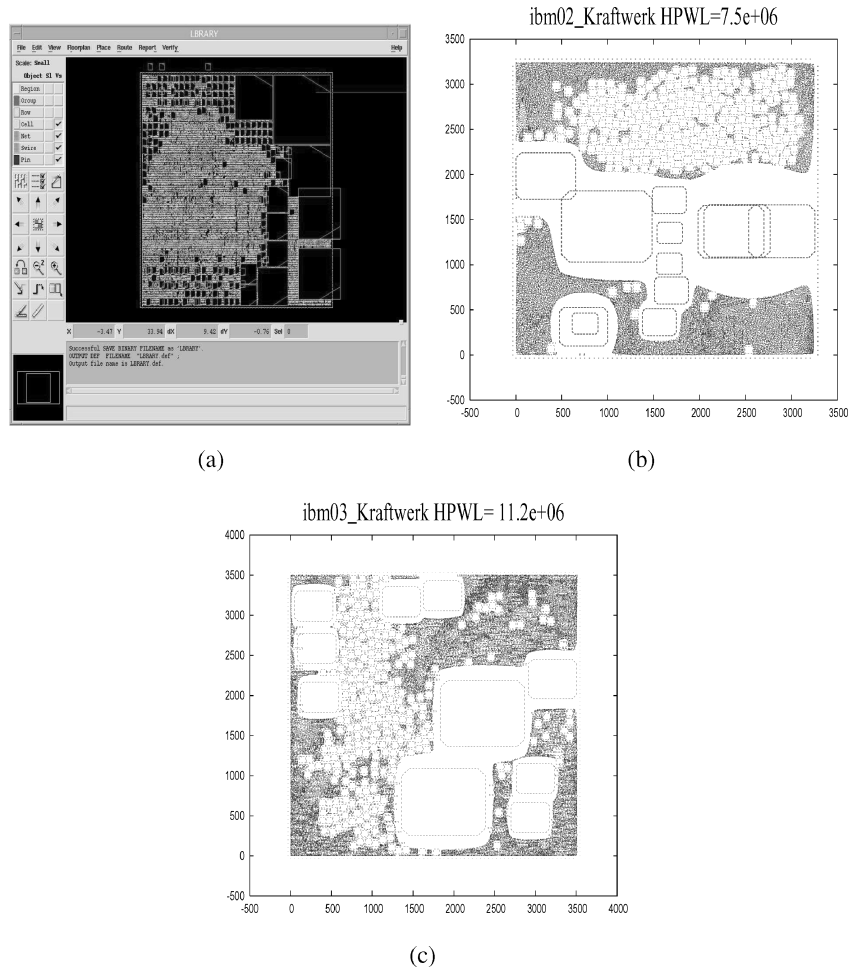 LBRARY
File Edit View Floorplan Place Route Report Verify Help
Scale: Small
Object Sl Vs
Region
Group
Row
Cell
Net
Swire
Pin
X -3.47 Y 33.94 dX 9.42 dY -0.76 Sel 0
Successful SAVE BINARY FILENAME as 'LBRARY'.
OUTPUT DEF FILENAME "LBRARY.def" ;
Output file name is LBRARY.def.
(a)
ibm02_Kraftwerk HPWL=7.5e+06
3500
3000
2500
2000
1500
1000
500
0
-500
-500 0 500 1000 1500 2000 2500 3000 3500
(b)
ibm03_Kraftwerk HPWL= 11.2e+06
4000
3500
3000
2500
2000
1500
1000
500
0
-500
-500 0 500 1000 1500 2000 2500 3000 3500 4000
(c)